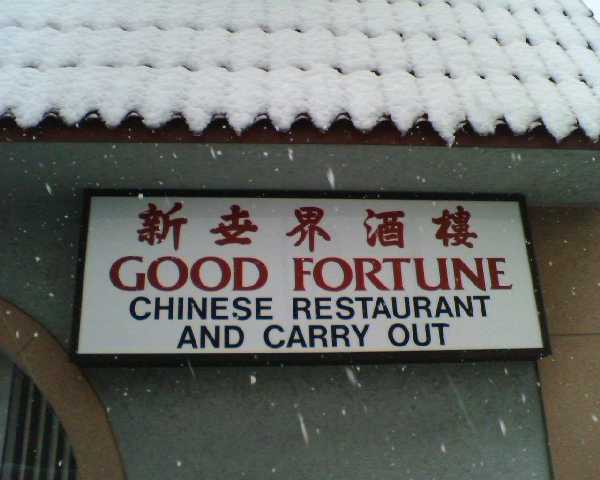 新世界酒樓
GOOD FORTUNE
CHINESE RESTAURANT
AND CARRY OUT